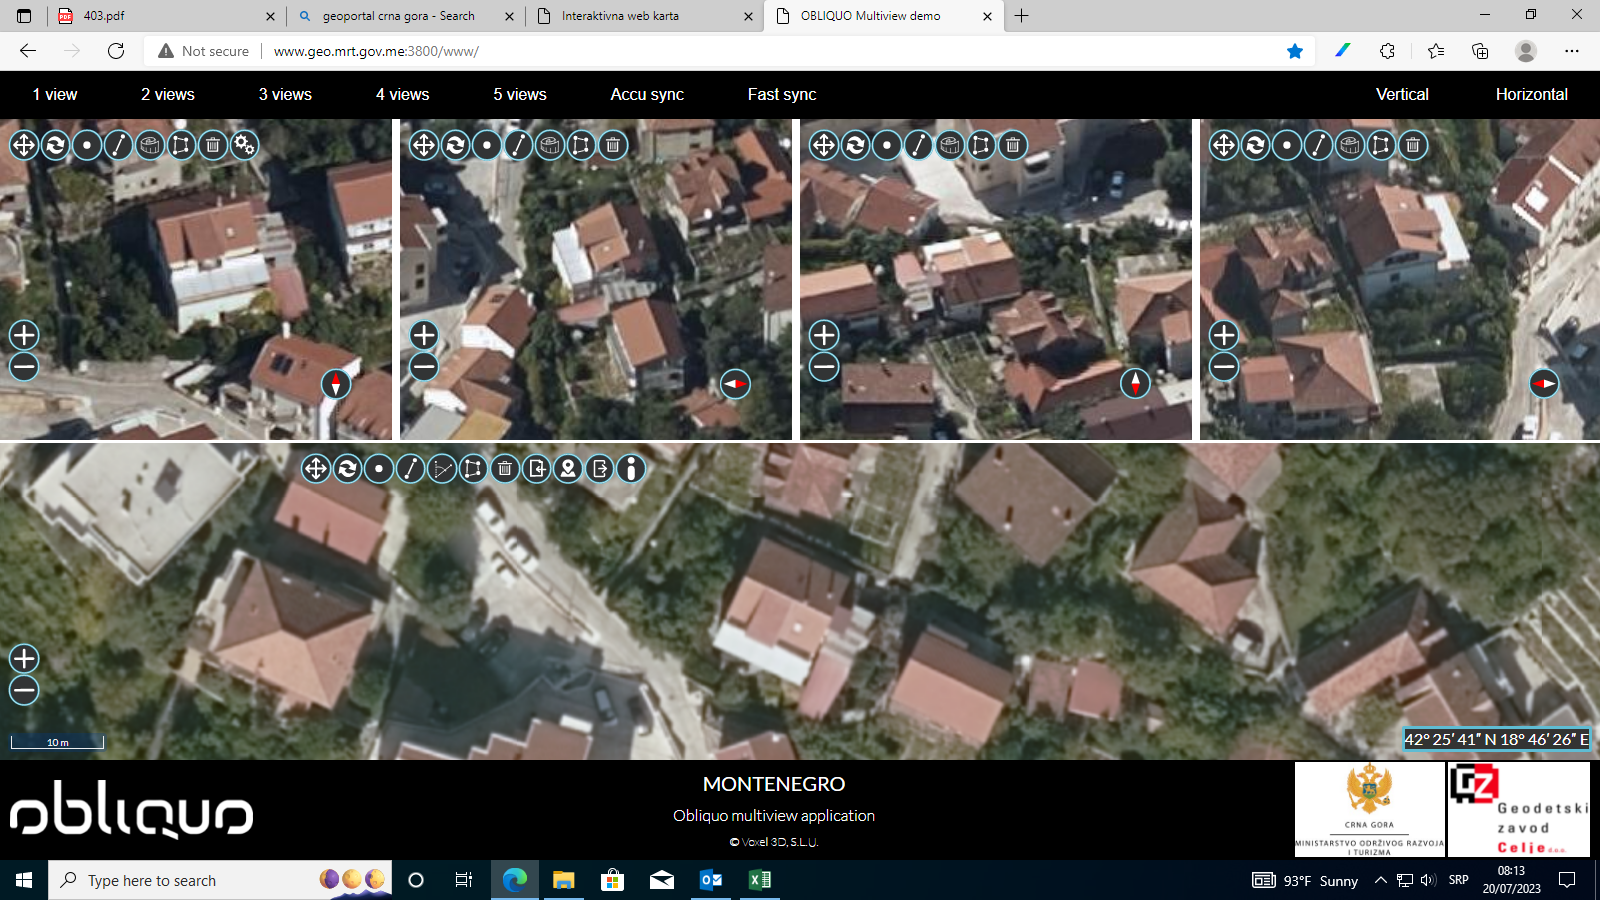 403.pdf
geoportal crna gora - Search
Interaktivna web karta
OBLIQUO Multiview demo
Not secure
www.geo.mrt.gov.me:3800/www/
1 view
2 views
3 views
4 views
5 views
Accu sync
Fast sync
Vertical
Horizontal
10 m
42° 25′ 41″ N 18° 46′ 26″ E
obliquo
MONTENEGRO
Obliquo multiview application
© Voxel 3D, S.L.U.
CRNA GORA
MINISTARSTVO ODRŽIVOG RAZVOJA
I TURIZMA
GZ
Geodetski
zavod
Celje d.o.o.
Type here to search
93°F Sunny
SRP
08:13
20/07/2023